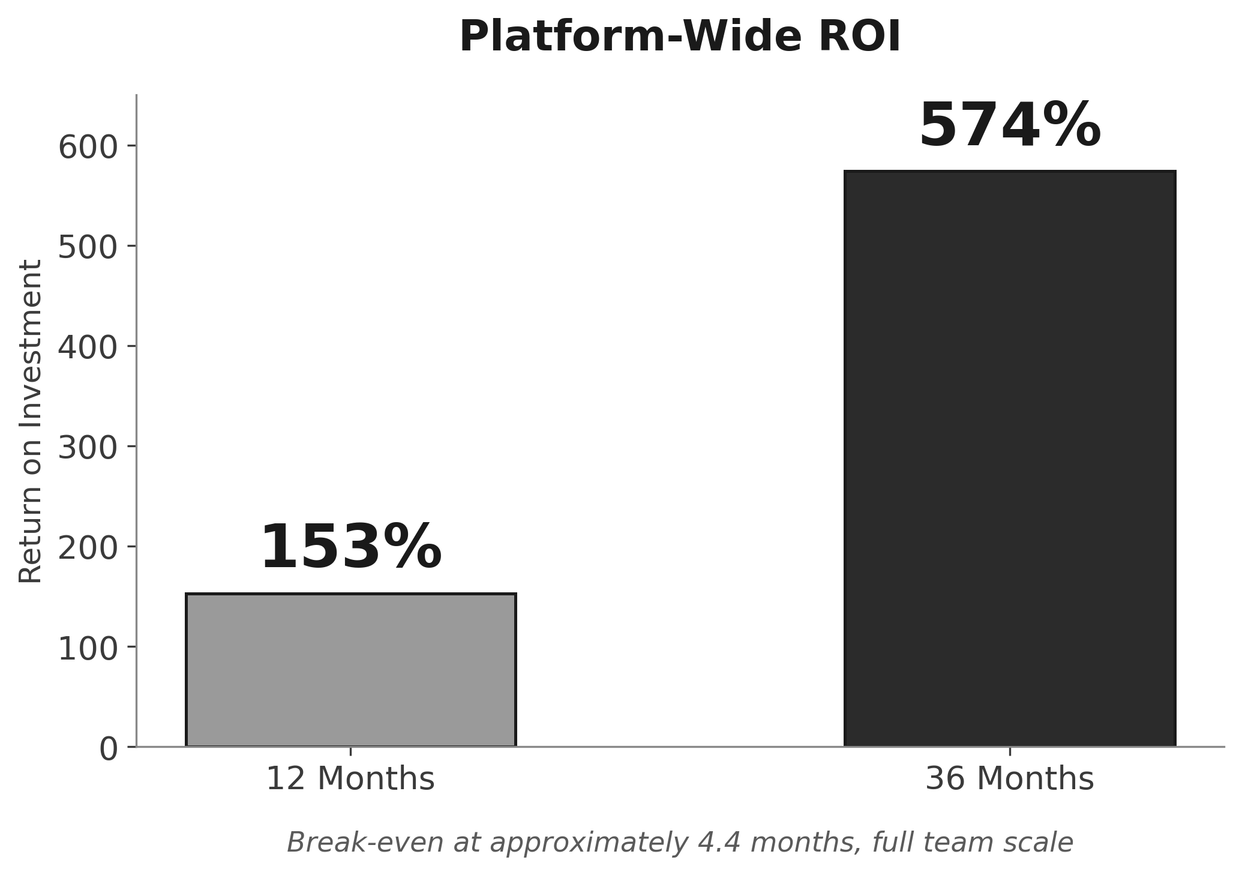 Platform-Wide ROI
574%
600
500
400
300
200
100
0
Return on Investment
153%
12 Months
36 Months
Break-even at approximately 4.4 months, full team scale